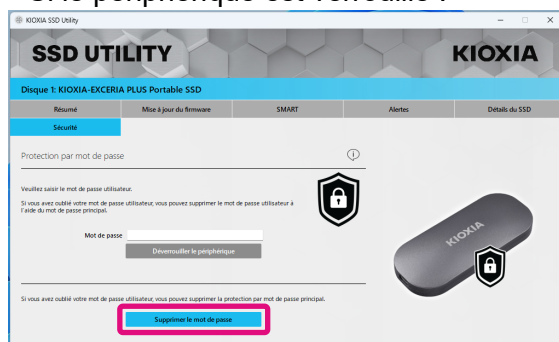 Si le périphérique est verrouillé :
KIOXIA SSD Utility
SSD UTILITY
KIOXIA
Disque 1: KIOXIA-EXCERIA PLUS Portable SSD
Résumé
Mise à jour du firmware
SMART
Alertes
Détails du SSD
Sécurité
Protection par mot de passe
Veuillez saisir le mot de passe utilisateur.
Si vous avez oublié votre mot de passe utilisateur, vous pouvez supprimer le mot de passe utilisateur à
l'aide du mot de passe principal.
Mot de passe
Déverrouiller le périphérique
KIOXIA
Si vous avez oublié votre mot de passe utilisateur, vous pouvez supprimer la protection par mot de passe principal.
Supprimer le mot de passe